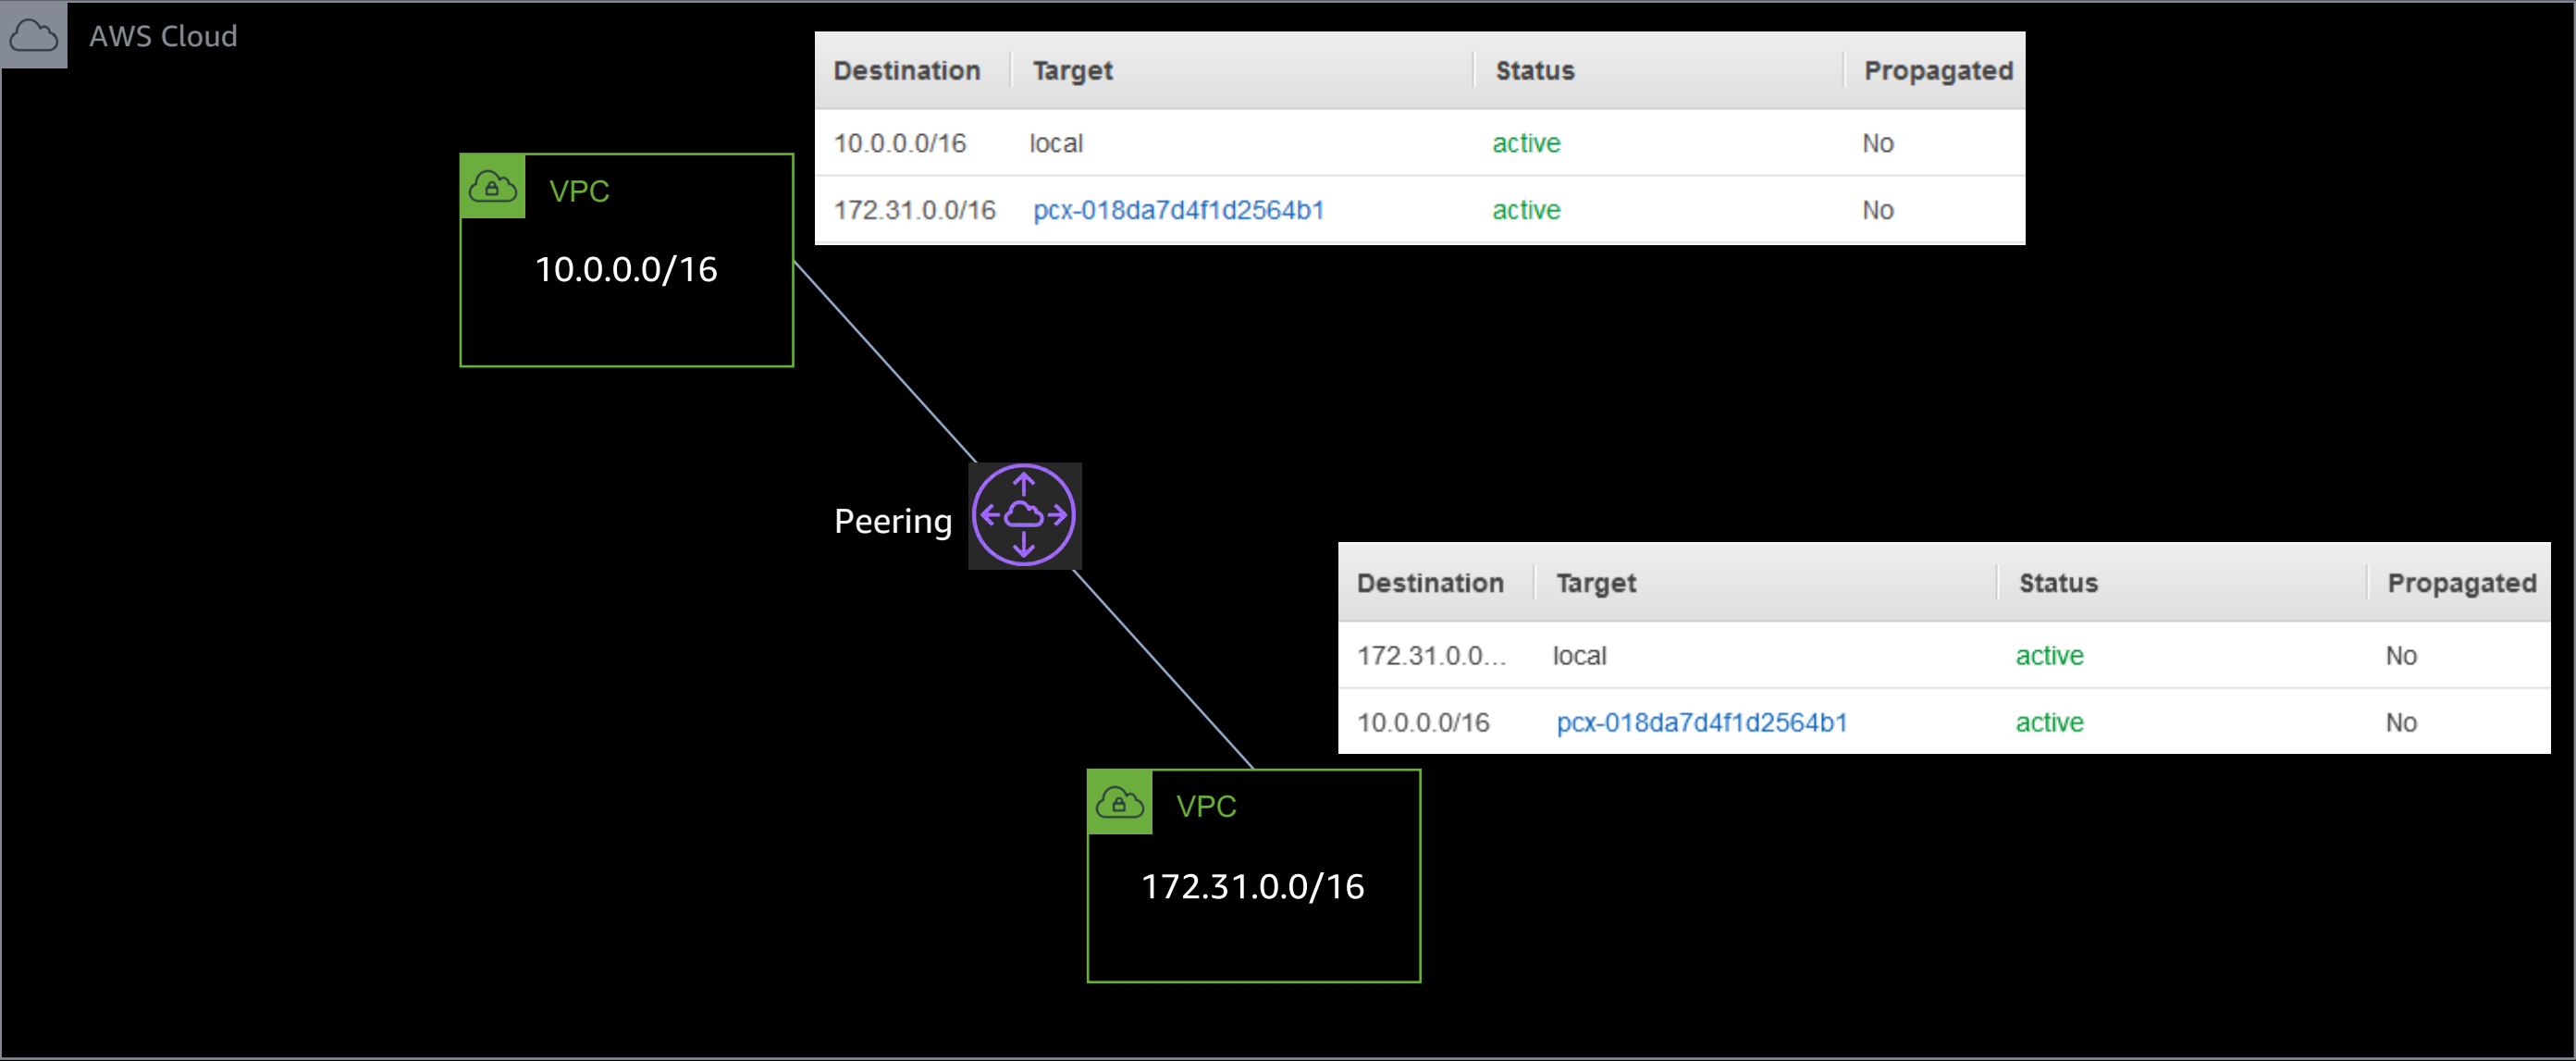 AWS Cloud
Destination Target Status Propagated
10.0.0.0/16 local active No
172.31.0.0/16 pcx-018da7d4f1d2564b1 active No
VPC
10.0.0.0/16
Peering
Destination Target Status Propagated
172.31.0.0... local active No
10.0.0.0/16 pcx-018da7d4f1d2564b1 active No
VPC
172.31.0.0/16